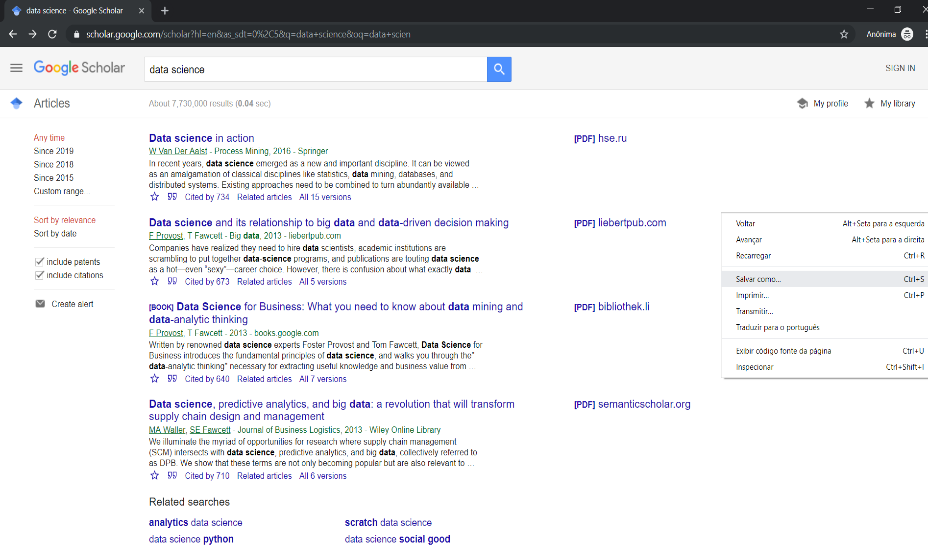 data science - Google Scholar
scholar.google.com/scholar?hl=en&as_sdt=0%2C5&q=data+science&oq=data+scien
Anônima
Google Scholar
data science
SIGN IN
Articles
About 7,730,000 results (0.04 sec)
My profile
My library
Any time
Since 2019
Since 2018
Since 2015
Custom range...
Sort by relevance
Sort by date
include patents
include citations
Create alert
Data science in action
W Van Der Aalst - Process Mining, 2016 - Springer
In recent years, data science emerged as a new and important discipline. It can be viewed
as an amalgamation of classical disciplines like statistics, data mining, databases, and
distributed systems. Existing approaches need to be combined to turn abundantly available ...
Cited by 734 Related articles All 15 versions
[PDF] hse.ru
Data science and its relationship to big data and data-driven decision making
F Provost, T Fawcett - Big data, 2013 - liebertpub.com
Companies have realized they need to hire data scientists, academic institutions are
scrambling to put together data-science programs, and publications are touting data science
as a hot—even "sexy"—career choice. However, there is confusion about what exactly data ...
Cited by 673 Related articles All 5 versions
[PDF] liebertpub.com
[BOOK] Data Science for Business: What you need to know about data mining and
data-analytic thinking
F Provost, T Fawcett - 2013 - books.google.com
Written by renowned data science experts Foster Provost and Tom Fawcett, Data Science for
Business introduces the fundamental principles of data science, and walks you through the"
data-analytic thinking" necessary for extracting useful knowledge and business value from ...
Cited by 640 Related articles All 7 versions
[PDF] bibliothek.li
Data science, predictive analytics, and big data: a revolution that will transform
supply chain design and management
MA Waller, SE Fawcett - Journal of Business Logistics, 2013 - Wiley Online Library
We illuminate the myriad of opportunities for research where supply chain management
(SCM) intersects with data science, predictive analytics, and big data, collectively referred to
as DPB. We show that these terms are not only becoming popular but are also relevant to ...
Cited by 710 Related articles All 6 versions
[PDF] semanticscholar.org
Related searches
analytics data science
scratch data science
data science python
data science social good
Voltar Alt+Seta para a esquerda
Avançar Alt+Seta para a direita
Recarregar Ctrl+R
Salvar como... Ctrl+S
Imprimir... Ctrl+P
Transmitir...
Traduzir para o português
Exibir código fonte da página Ctrl+U
Inspecionar Ctrl+Shift+I